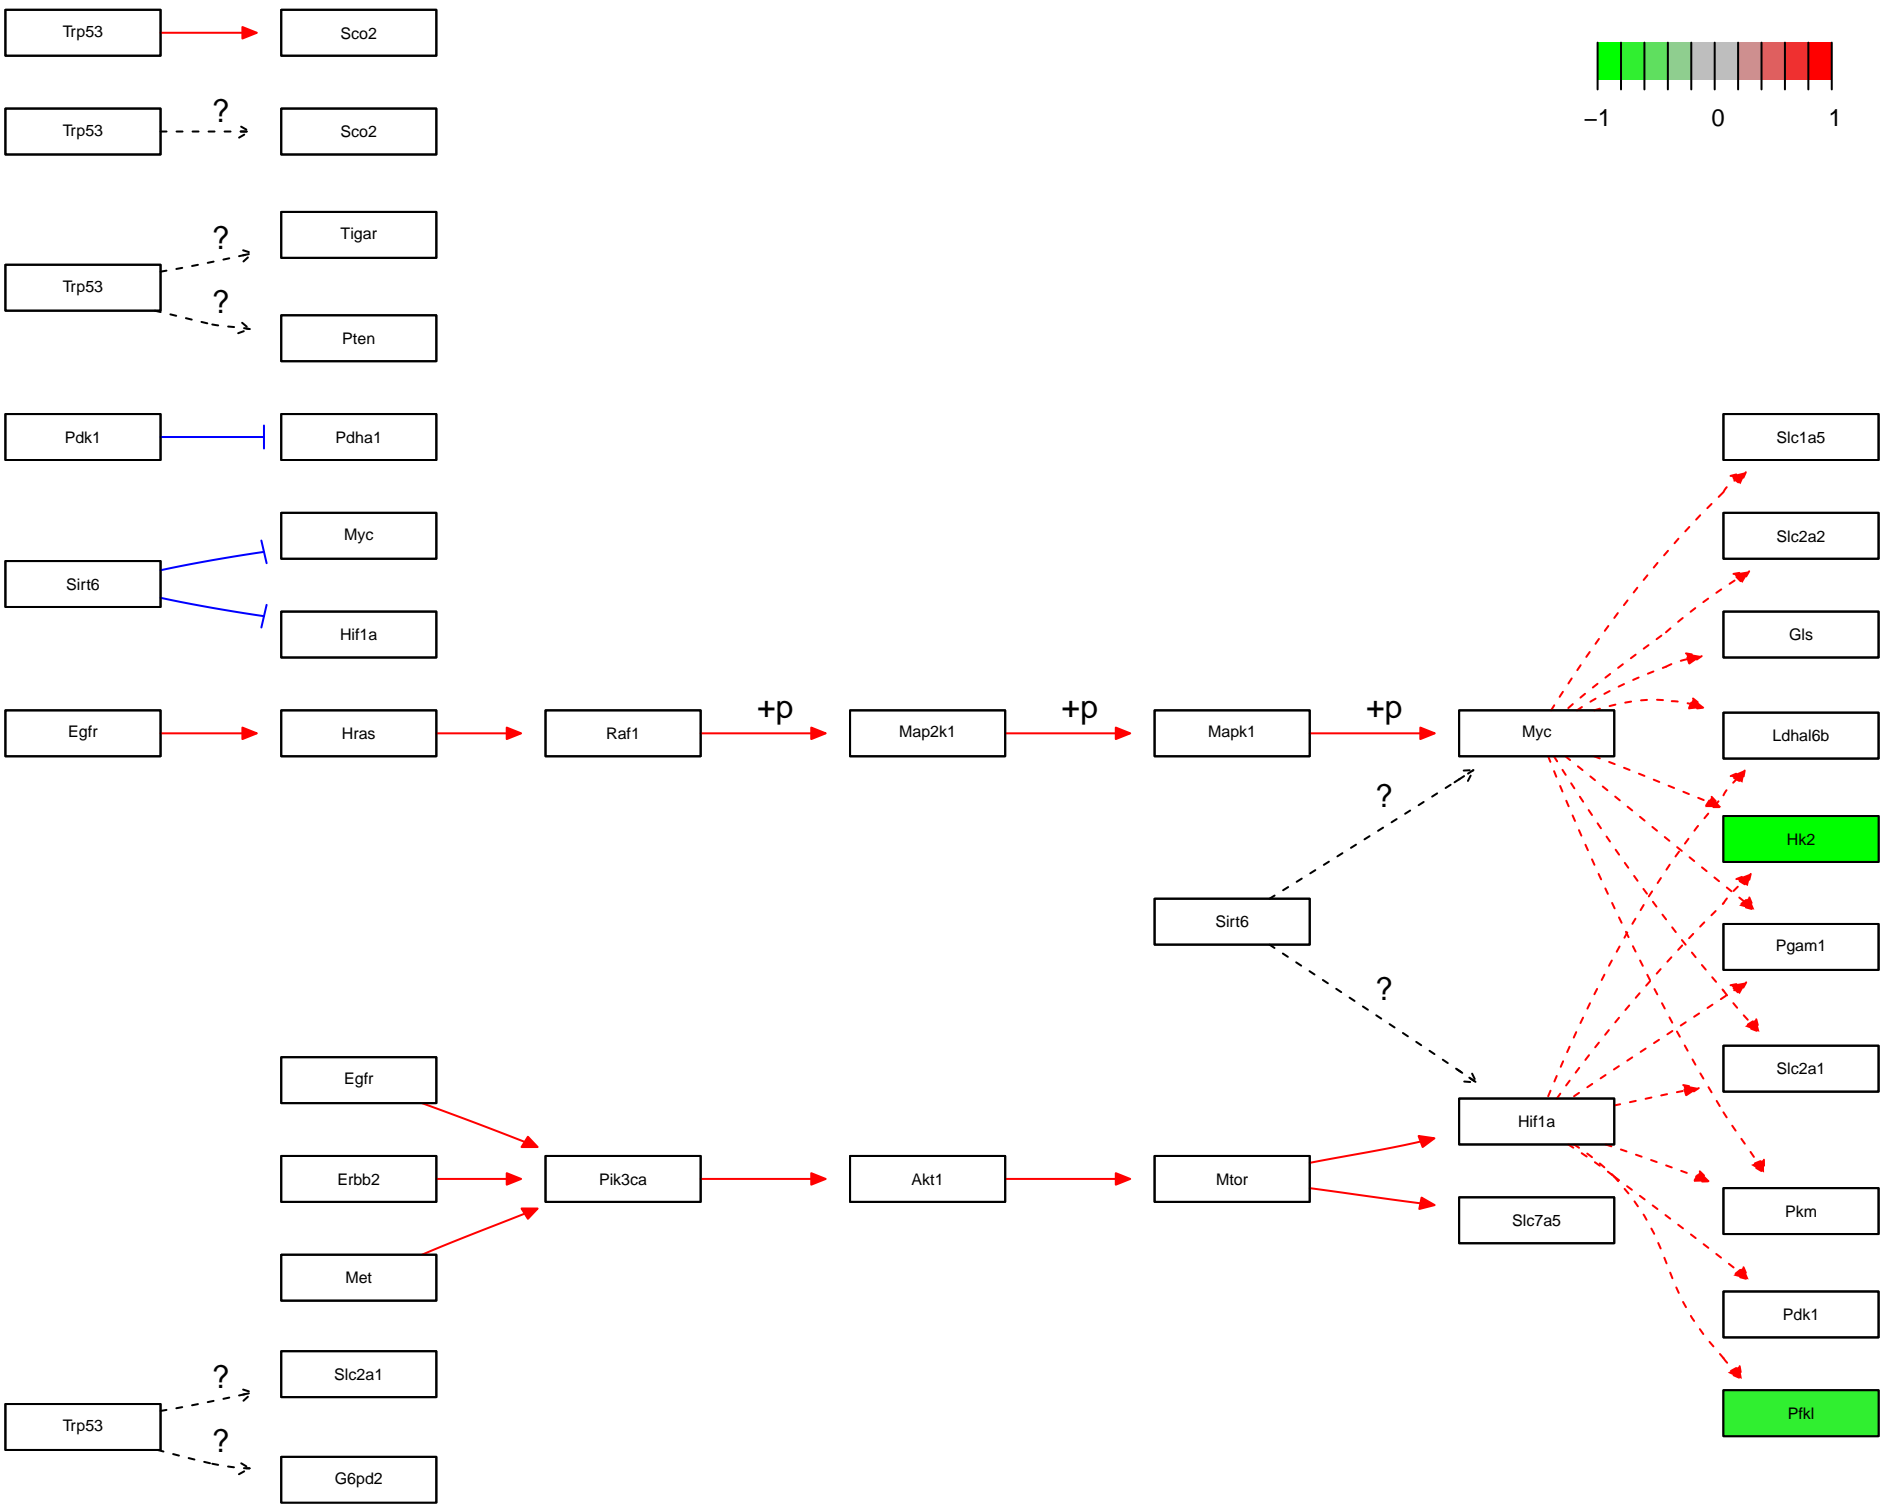 Trp53
Sco2
−1
0
1
Trp53
?
Sco2
Trp53
?
Tigar
?
Pten
Pdk1
Pdha1
Sirt6
Myc
Hif1a
Egfr
Hras
Raf1
+p
Map2k1
+p
Mapk1
+p
Myc
Slc1a5
Slc2a2
Gls
Ldhal6b
Hk2
Pgam1
Slc2a1
Pkm
Pdk1
Pfkl
?
Sirt6
?
Egfr
Erbb2
Met
Pik3ca
Akt1
Mtor
Hif1a
Slc7a5
Trp53
?
Slc2a1
?
G6pd2